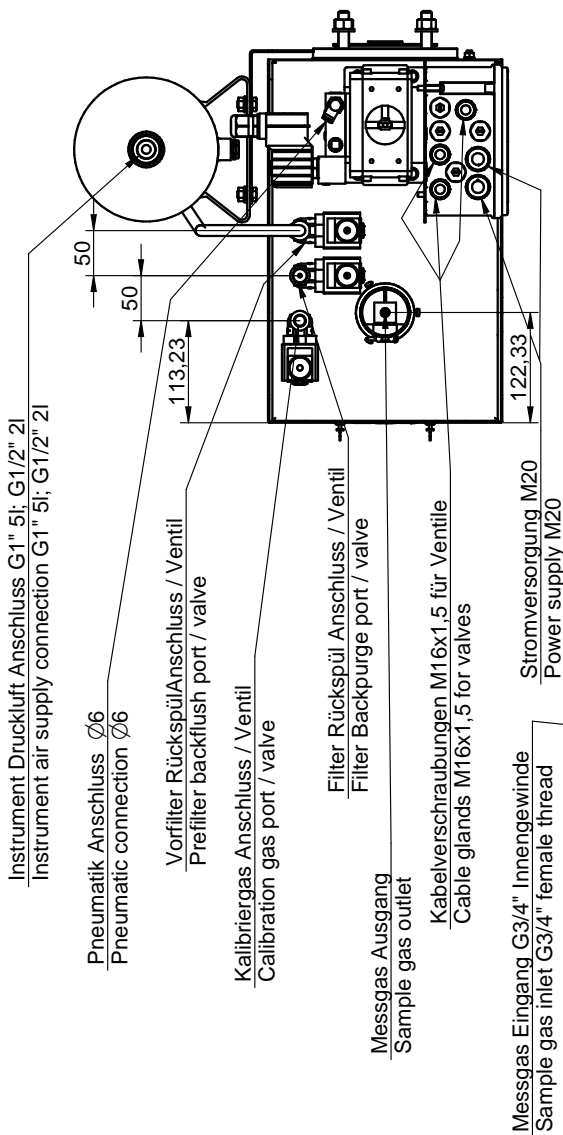 Instrument Druckluft Anschluss G1" 5l; G1/2" 2l
Instrument air supply connection G1" 5l; G1/2" 2l
Pneumatik Anschluss ∅6
Pneumatic connection ∅6
Vorfilter RückspülAnschluss / Ventil
Prefilter backflush port / valve
Kalibriergas Anschluss / Ventil
Calibration gas port / valve
Filter Rückspül Anschluss / Ventil
Filter Backpurge port / valve
Messgas Ausgang
Sample gas outlet
Kabelverschraubungen M16x1,5 für Ventile
Cable glands M16x1,5 for valves
Stromversorgung M20
Power supply M20
Messgas Eingang G3/4" Innengewinde
Sample gas inlet G3/4" female thread
50
50
113,23
122,33